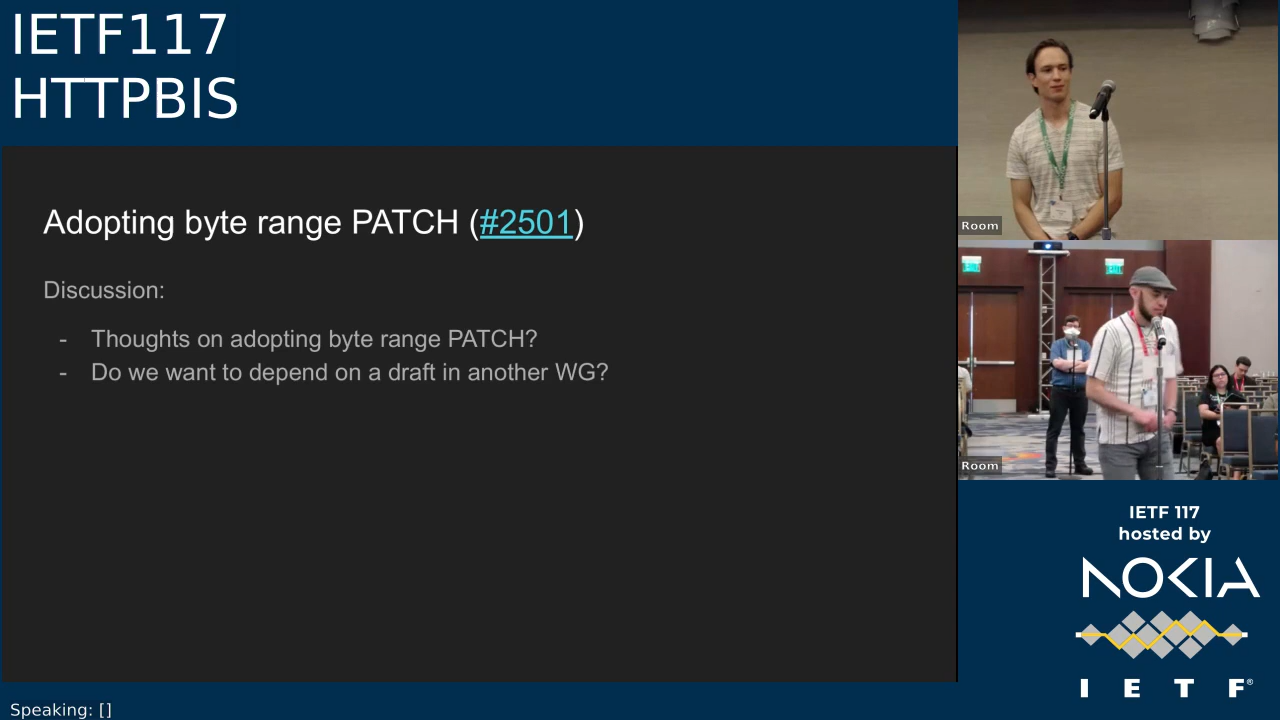 IETF117
HTTPBIS
Adopting byte range PATCH (#2501)
Discussion:
- Thoughts on adopting byte range PATCH?
- Do we want to depend on a draft in another WG?
Room
Room
IETF 117
hosted by
NOKIA
I E T F®
Speaking: []